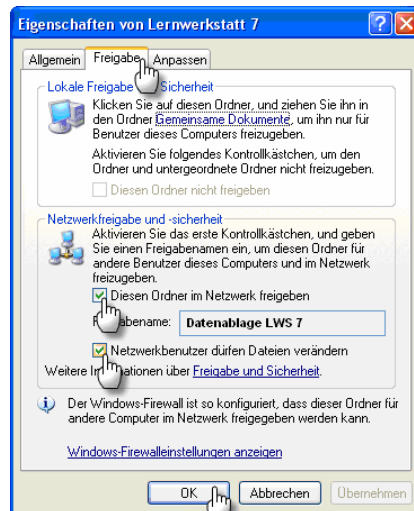 Eigenschaften von Lernwerkstatt 7
Allgemein Freigabe Anpassen
Lokale Freigabe Sicherheit
Klicken Sie auf diesen Ordner, und ziehen Sie ihn in
den Ordner Gemeinsame Dokumente, um ihn nur für
Benutzer dieses Computers freizugeben.
Aktivieren Sie folgendes Kontrollkästchen, um den
Ordner und untergeordnete Ordner nicht freizugeben.
Diesen Ordner nicht freigeben
Netzwerkfreigabe und -sicherheit
Aktivieren Sie das erste Kontrollkästchen, und geben
Sie einen Freigabenamen ein, um diesen Ordner für
andere Benutzer dieses Computers und im Netzwerk
freizugeben.
Diesen Ordner im Netzwerk freigeben
Datenablage LWS 7
Netzwerkbenutzer dürfen Dateien verändern
Weitere über Freigabe und Sicherheit.
Der Windows-Firewall ist so konfiguriert, dass dieser Ordner für
andere Computer im Netzwerk freigegeben werden kann.
Windows-Firewalleinstellungen anzeigen
OK Abbrechen Übernehmen